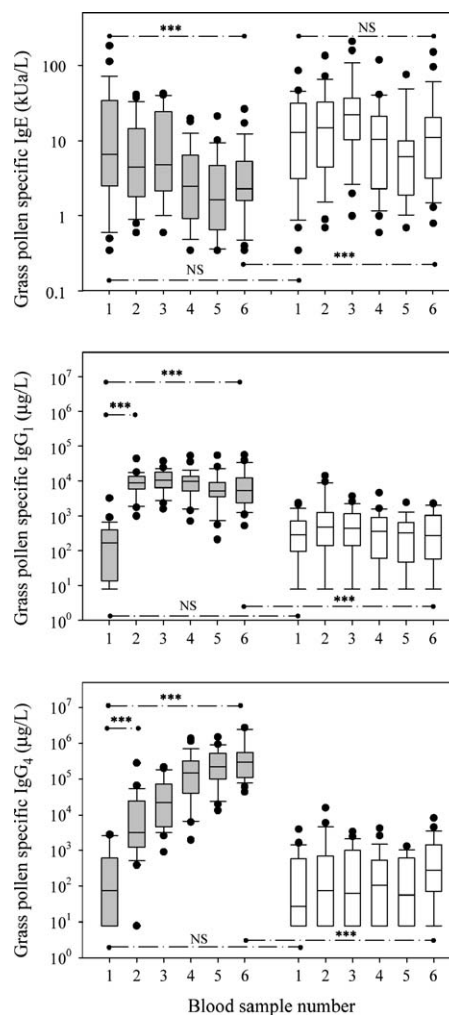 *** NS
Grass pollen specific IgE (kUa/L)
100
10
1
0.1
***
NS
1 2 3 4 5 6 1 2 3 4 5 6
Grass pollen specific IgG₁ (µg/L)
10⁷
10⁶
10⁵
10⁴
10³
10²
10¹
10⁰
***
***
NS ***
1 2 3 4 5 6 1 2 3 4 5 6
Grass pollen specific IgG₄ (µg/L)
10⁷
10⁶
10⁵
10⁴
10³
10²
10¹
10⁰
***
***
NS ***
1 2 3 4 5 6 1 2 3 4 5 6
Blood sample number